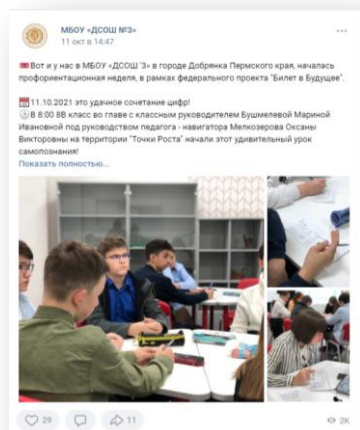 МБОУ «ДСОШ №3»
11 окт в 14:47
Вот и у нас в МБОУ «ДСОШ '3» в городе Добрянка Пермского края, началась
профориентационная неделя, в рамках федерального проекта "Билет в Будущее".
11.10.2021 это удачное сочетание цифр!
В 8:00 8В класс во главе с классным руководителем Бушмелевой Мариной
Ивановной под руководством педагога - навигатора Мелкозерова Оксаны
Викторовны на территории "Точки Роста" начали этот удивительный урок
самопознания!
Показать полностью...
29
11
2K